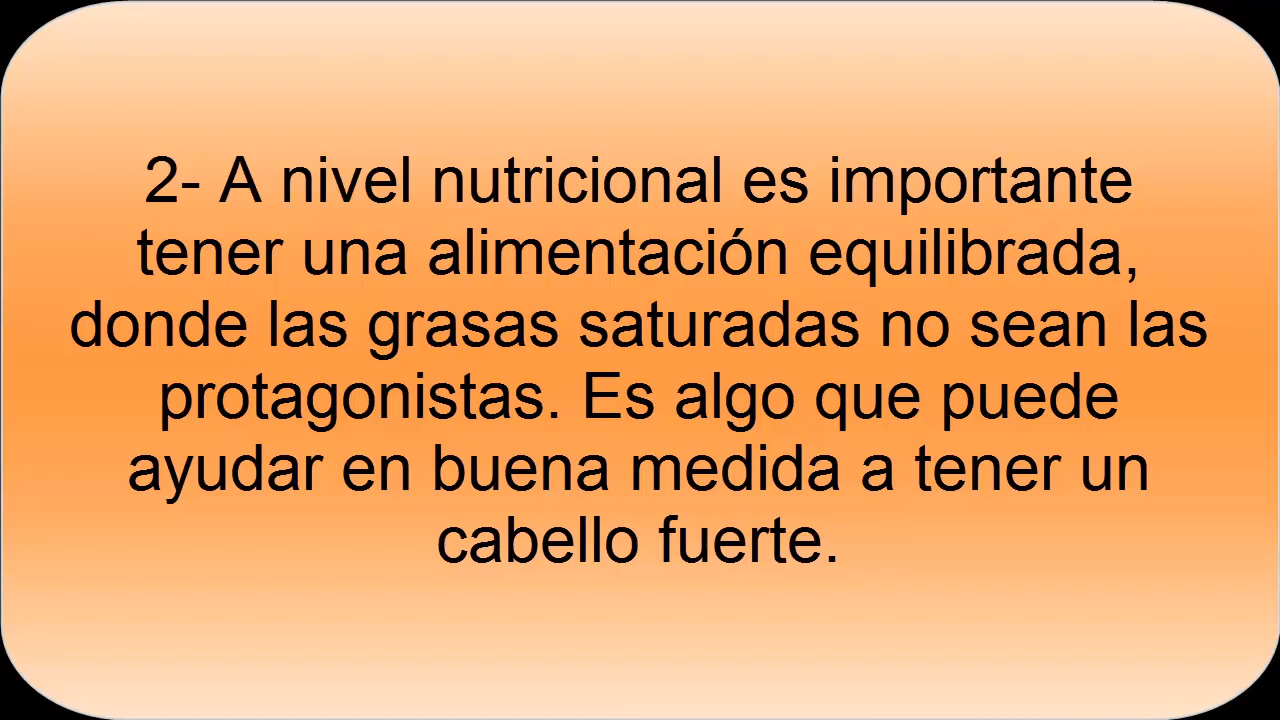 2- A nivel nutricional es importante
tener una alimentación equilibrada,
donde las grasas saturadas no sean las
protagonistas. Es algo que puede
ayudar en buena medida a tener un
cabello fuerte.